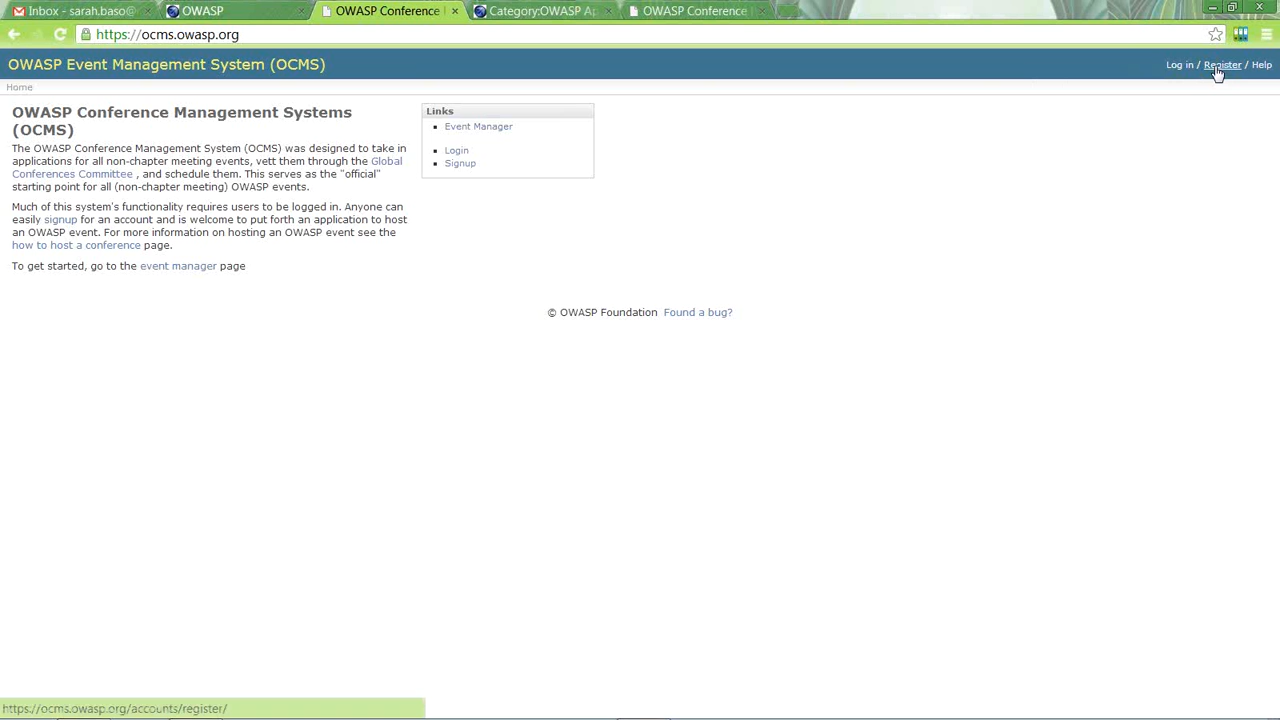 Inbox - sarah.baso@
OWASP
OWASP Conference
Category:OWASP Ap
OWASP Conference
https://ocms.owasp.org
OWASP Event Management System (OCMS)
Log in / Register / Help
Home
OWASP Conference Management Systems
(OCMS)
The OWASP Conference Management System (OCMS) was designed to take in
applications for all non-chapter meeting events, vett them through the Global
Conferences Committee , and schedule them. This serves as the "official"
starting point for all (non-chapter meeting) OWASP events.
Much of this system's functionality requires users to be logged in. Anyone can
easily signup for an account and is welcome to put forth an application to host
an OWASP event. For more information on hosting an OWASP event see the
how to host a conference page.
To get started, go to the event manager page
Links
Event Manager
Login
Signup
© OWASP Foundation Found a bug?
https://ocms.owasp.org/accounts/register/